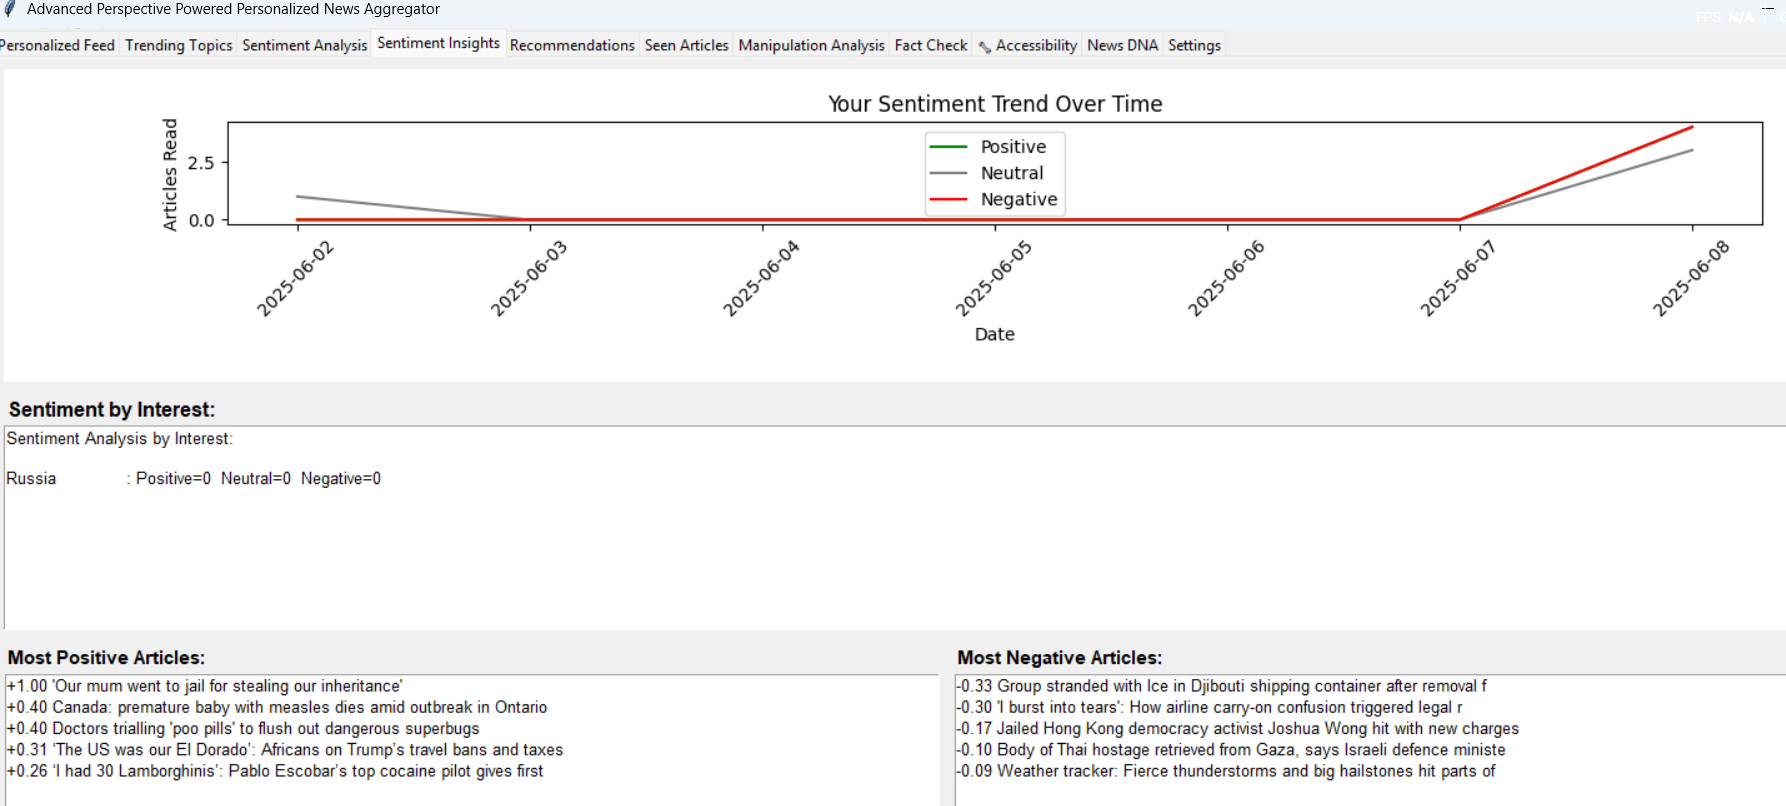 Advanced Perspective Powered Personalized News Aggregator
FPS N/A
Personalized Feed Trending Topics Sentiment Analysis Sentiment Insights Recommendations Seen Articles Manipulation Analysis Fact Check Accessibility News DNA Settings
Your Sentiment Trend Over Time
Articles Read
2.5
0.0
Positive
Neutral
Negative
2025-06-02 2025-06-03 2025-06-04 2025-06-05 2025-06-06 2025-06-07 2025-06-08
Date
Sentiment by Interest:
Sentiment Analysis by Interest:
Russia : Positive=0 Neutral=0 Negative=0
Most Positive Articles:
+1.00 'Our mum went to jail for stealing our inheritance'
+0.40 Canada: premature baby with measles dies amid outbreak in Ontario
+0.40 Doctors trialling 'poo pills' to flush out dangerous superbugs
+0.31 ‘The US was our El Dorado’: Africans on Trump’s travel bans and taxes
+0.26 ‘I had 30 Lamborghinis’: Pablo Escobar’s top cocaine pilot gives first
Most Negative Articles:
-0.33 Group stranded with Ice in Djibouti shipping container after removal f
-0.30 'I burst into tears': How airline carry-on confusion triggered legal r
-0.17 Jailed Hong Kong democracy activist Joshua Wong hit with new charges
-0.10 Body of Thai hostage retrieved from Gaza, says Israeli defence ministe
-0.09 Weather tracker: Fierce thunderstorms and big hailstones hit parts of